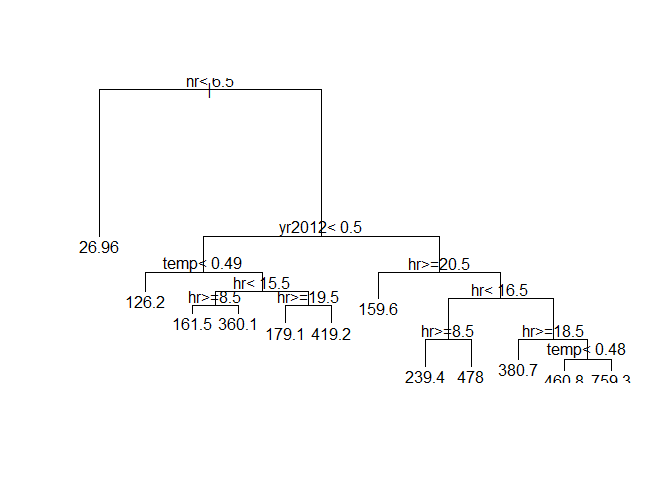 hr< 6.5
yr2012< 0.5
26.96
temp< 0.49
hr>=20.5
hr< 15.5
hr< 16.5
126.2
hr>=8.5
hr>=19.5
159.6
161.5
360.1
179.1
419.2
hr>=8.5
hr>=18.5
temp< 0.48
239.4
478
380.7
460.8
759.3